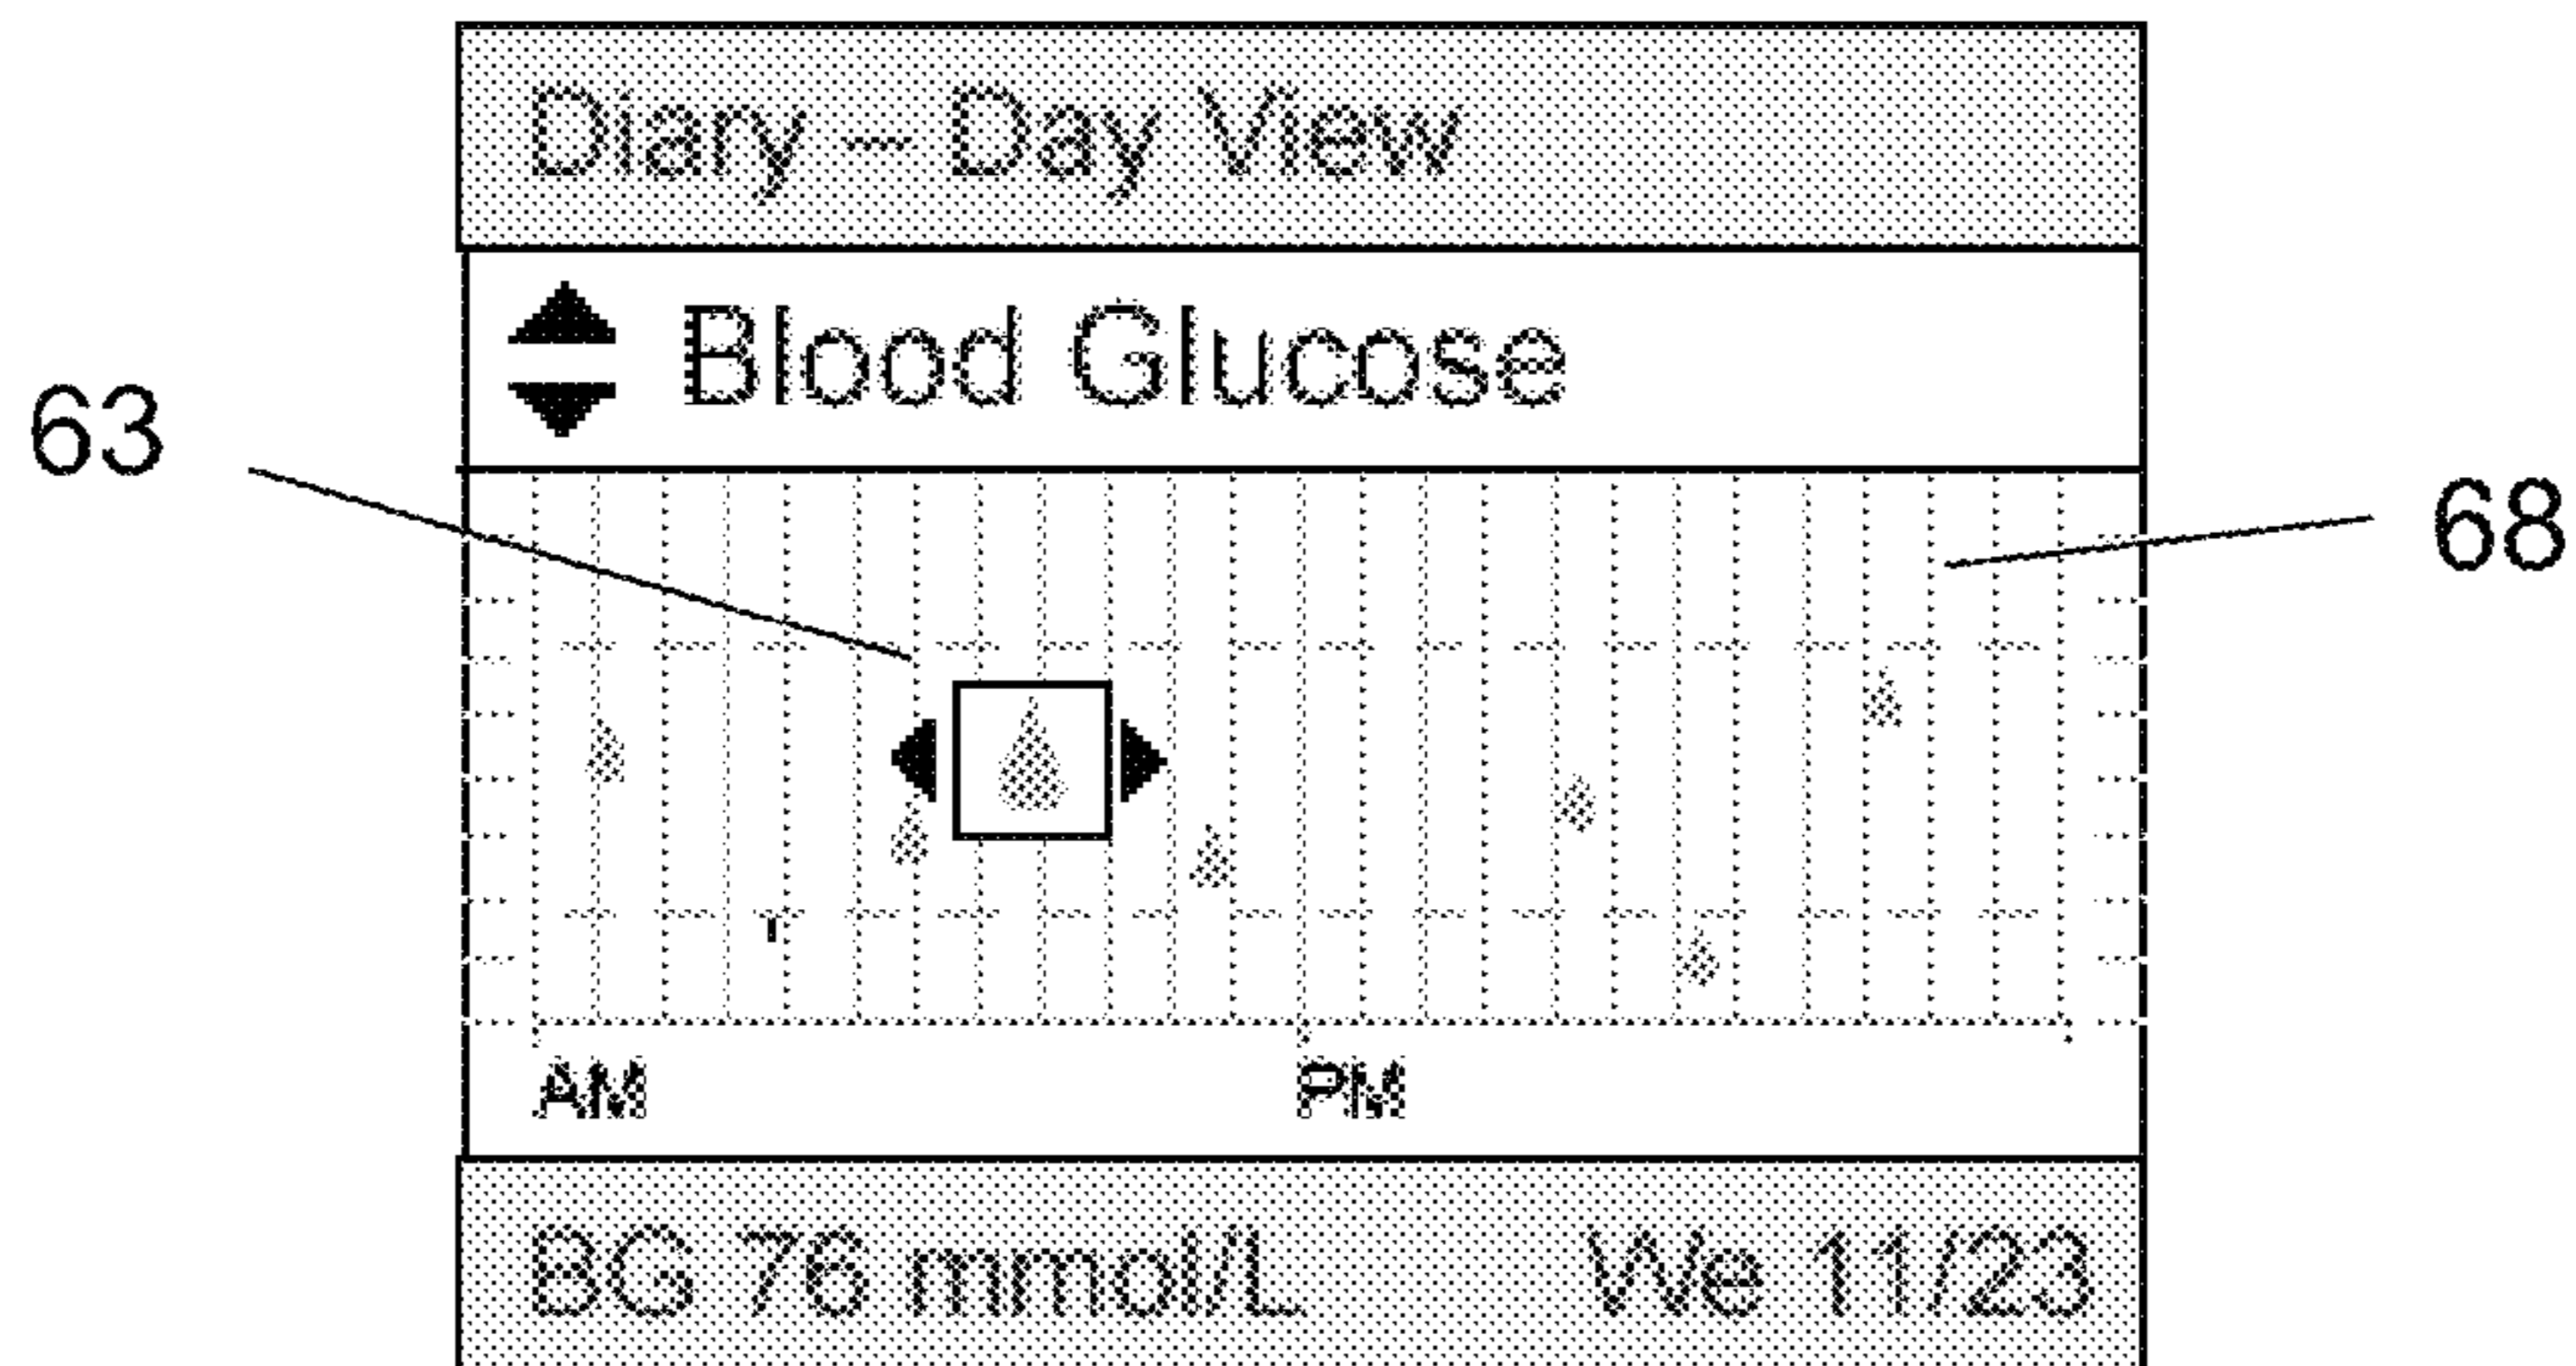 Diary – Day View
Blood Glucose
63
68
AM PM
BG 76 mmol/L We 11/23